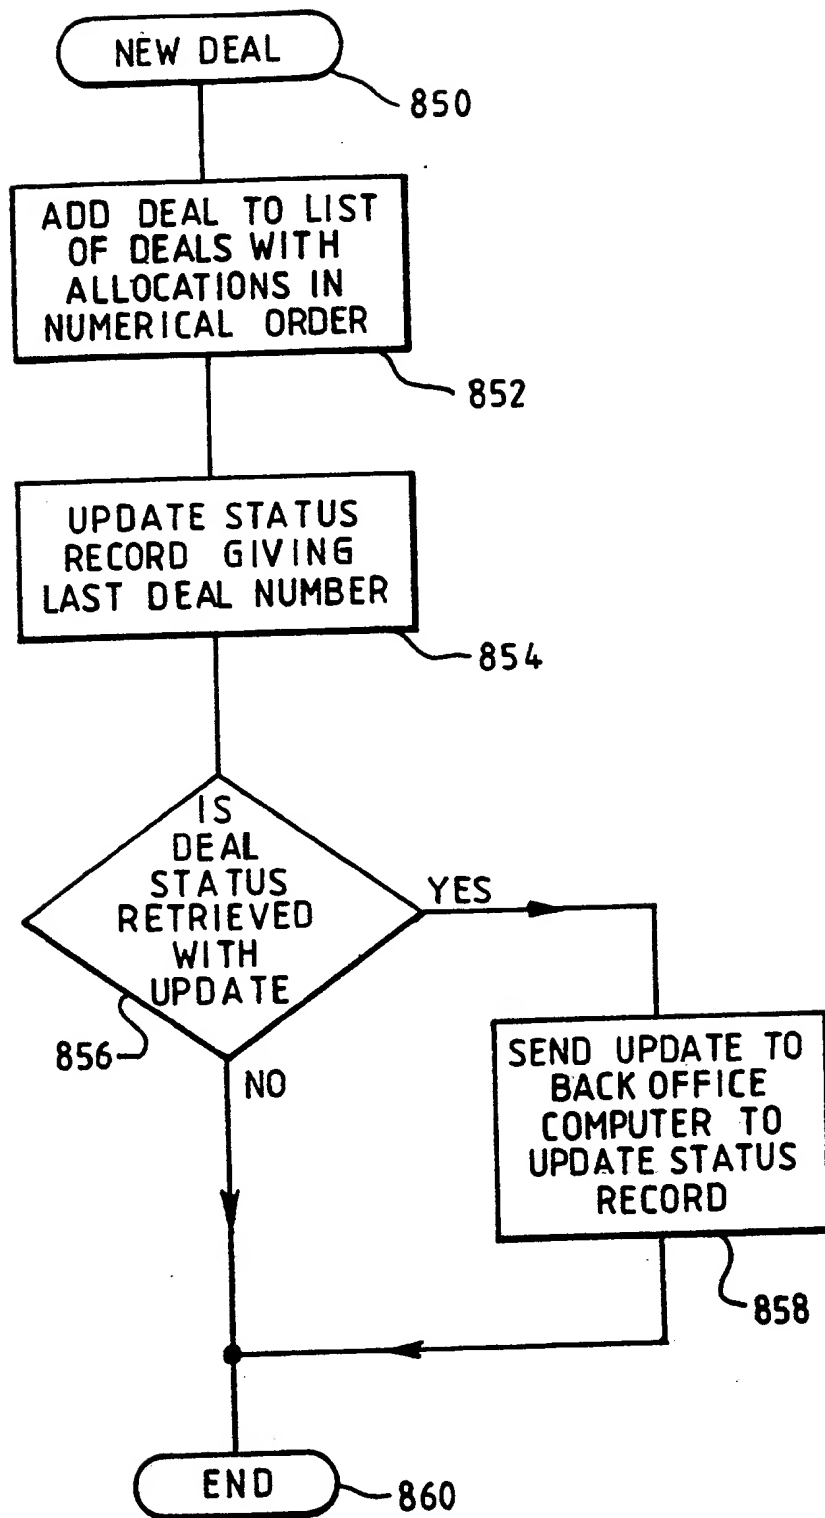 NEW DEAL
850
ADD DEAL TO LIST
OF DEALS WITH
ALLOCATIONS IN
NUMERICAL ORDER
852
UPDATE STATUS
RECORD GIVING
LAST DEAL NUMBER
854
IS
DEAL
STATUS
RETRIEVED
WITH
UPDATE
856
YES
NO
SEND UPDATE TO
BACK OFFICE
COMPUTER TO
UPDATE STATUS
RECORD
858
END
860